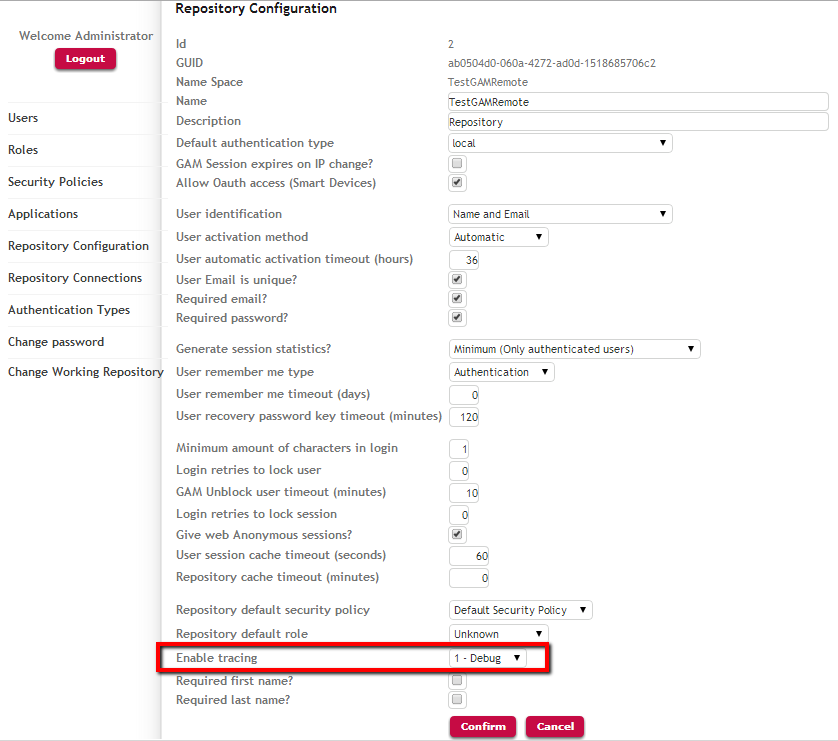 Repository Configuration
Welcome Administrator
Logout
Users
Roles
Security Policies
Applications
Repository Configuration
Repository Connections
Authentication Types
Change password
Change Working Repository
Id 2
GUID ab0504d0-060a-4272-ad0d-1518685706c2
Name Space TestGAMRemote
Name TestGAMRemote
Description Repository
Default authentication type local
GAM Session expires on IP change?
Allow Oauth access (Smart Devices)
User identification Name and Email
User activation method Automatic
User automatic activation timeout (hours) 36
User Email is unique?
Required email?
Required password?
Generate session statistics? Minimum (Only authenticated users)
User remember me type Authentication
User remember me timeout (days) 0
User recovery password key timeout (minutes) 120
Minimum amount of characters in login 1
Login retries to lock user 0
GAM Unblock user timeout (minutes) 10
Login retries to lock session 0
Give web Anonymous sessions?
User session cache timeout (seconds) 60
Repository cache timeout (minutes) 0
Repository default security policy Default Security Policy
Repository default role Unknown
Enable tracing 1 - Debug
Required first name?
Required last name?
Confirm Cancel